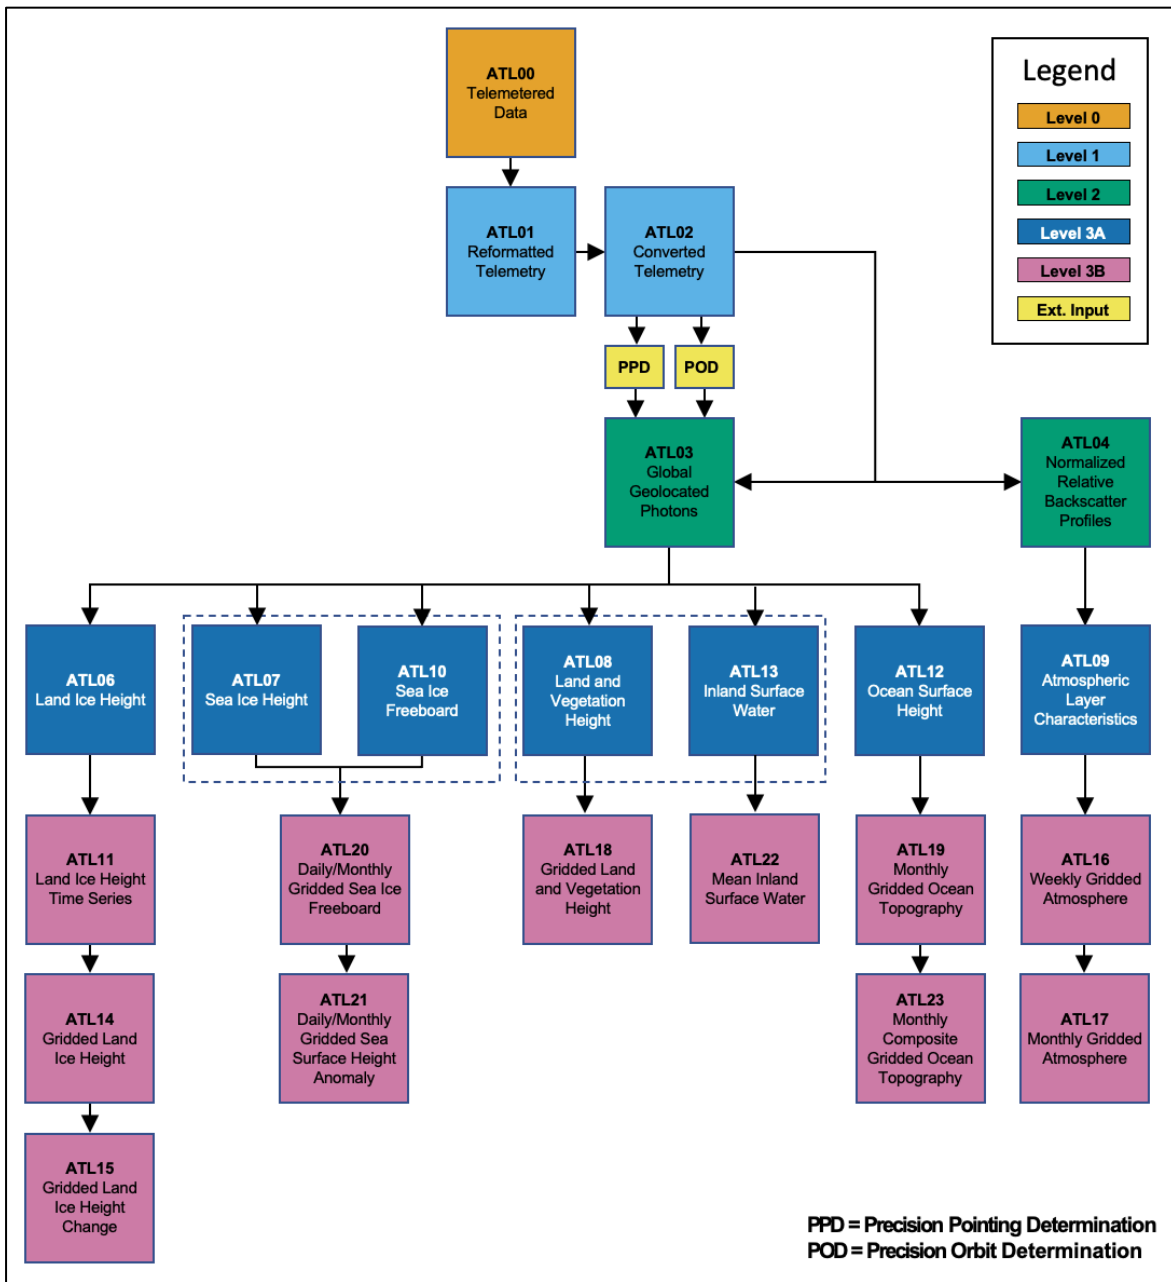 ATL00
Telemetered
Data
Legend
Level 0
Level 1
Level 2
Level 3A
Level 3B
Ext. Input
ATL01
Reformatted
Telemetry
ATL02
Converted
Telemetry
PPD
POD
ATL03
Global
Geolocated
Photons
ATL04
Normalized
Relative
Backscatter
Profiles
ATL06
Land Ice Height
ATL07
Sea Ice Height
ATL10
Sea Ice
Freeboard
ATL08
Land and
Vegetation
Height
ATL13
Inland Surface
Water
ATL12
Ocean Surface
Height
ATL09
Atmospheric
Layer
Characteristics
ATL11
Land Ice Height
Time Series
ATL20
Daily/Monthly
Gridded Sea Ice
Freeboard
ATL18
Gridded Land
and Vegetation
Height
ATL22
Mean Inland
Surface Water
ATL19
Monthly
Gridded Ocean
Topography
ATL16
Weekly Gridded
Atmosphere
ATL14
Gridded Land
Ice Height
ATL21
Daily/Monthly
Gridded Sea
Surface Height
Anomaly
ATL23
Monthly
Composite
Gridded Ocean
Topography
ATL17
Monthly Gridded
Atmosphere
ATL15
Gridded Land
Ice Height
Change
PPD = Precision Pointing Determination
POD = Precision Orbit Determination